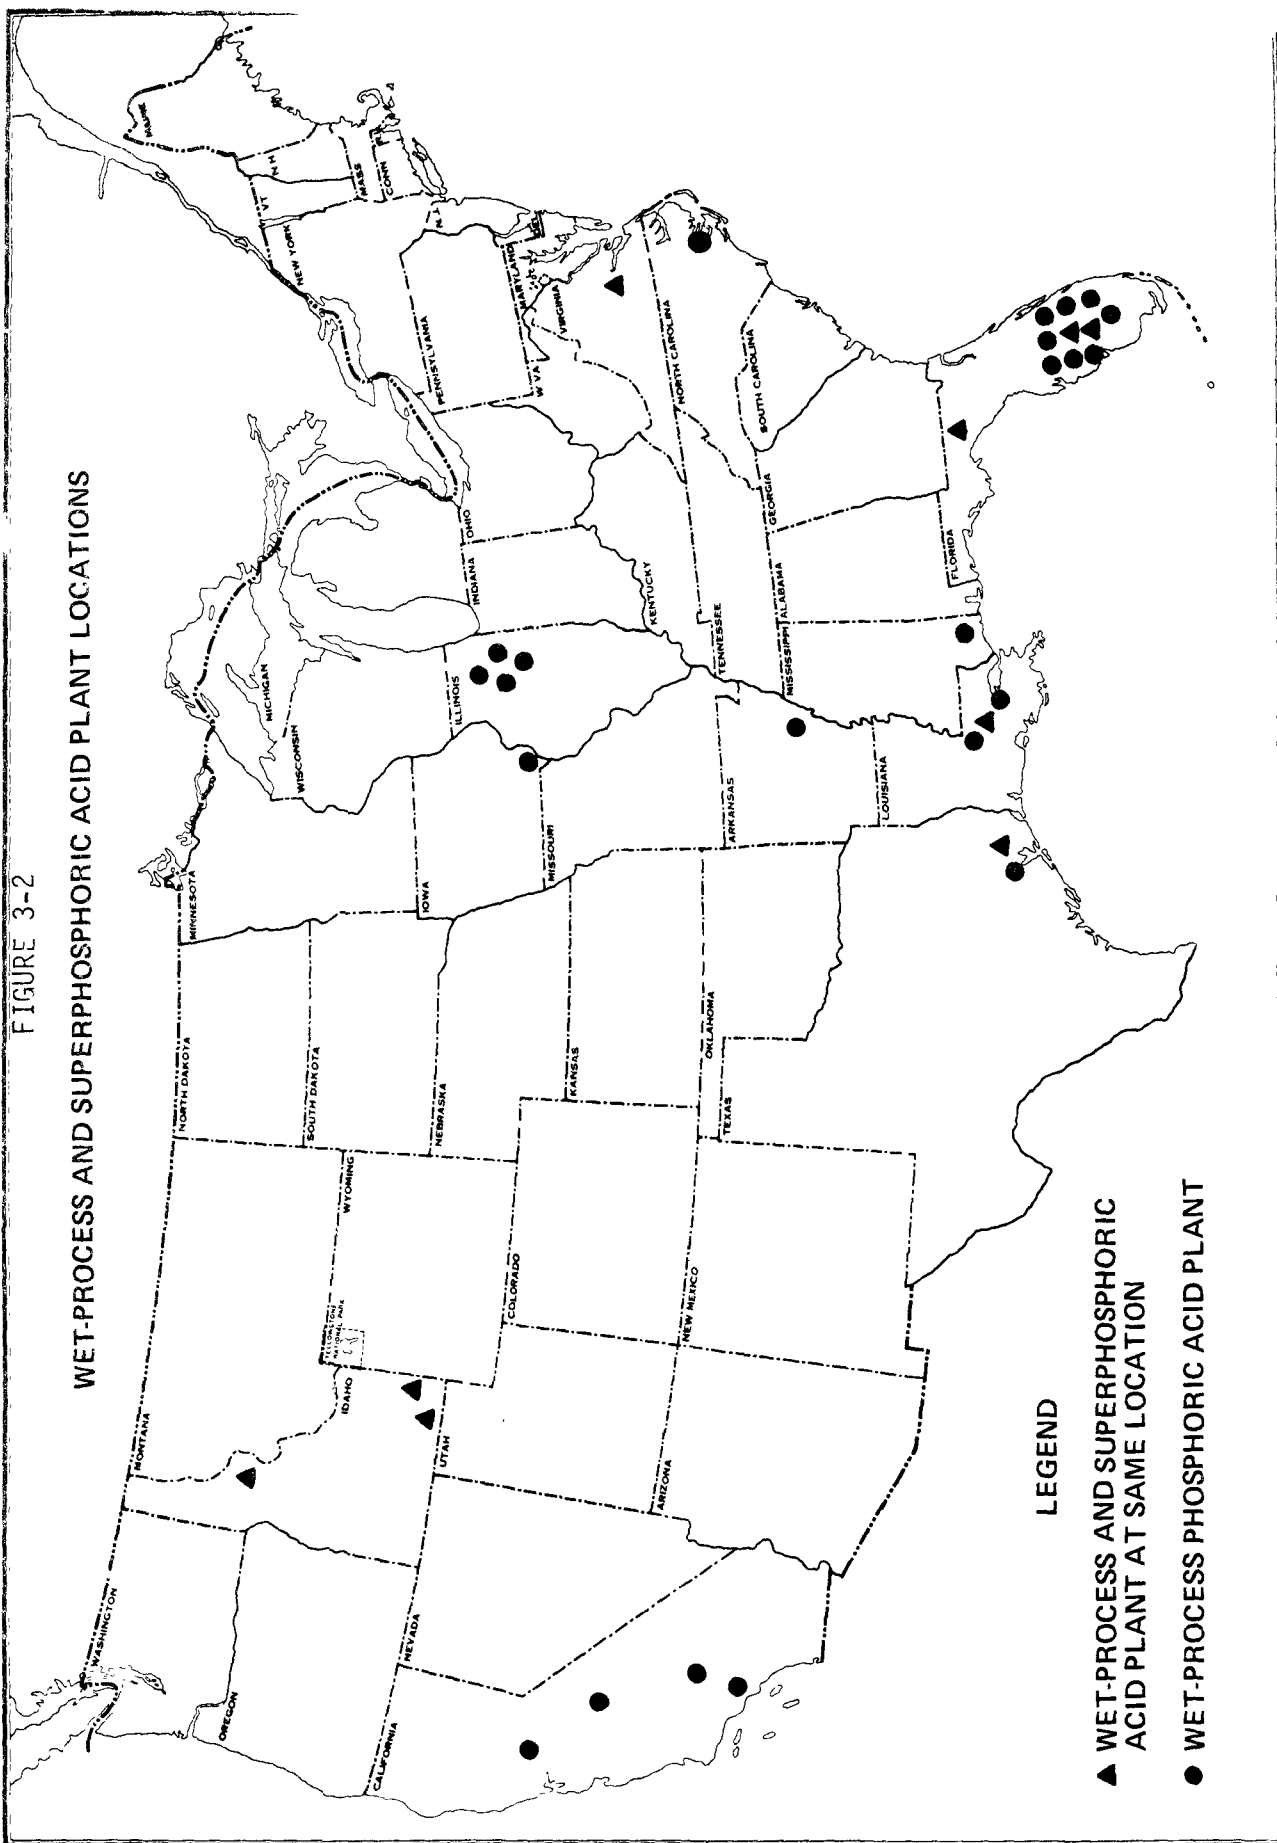 FIGURE 3-2
WET-PROCESS AND SUPERPHOSPHORIC ACID PLANT LOCATIONS
WASHINGTON
OREGON
CALIFORNIA
NEVADA
MONTANA
IDAHO
YELLOWSTONE
NATIONAL PARK
WYOMING
UTAH
COLORADO
ARIZONA
NEW MEXICO
NORTH DAKOTA
SOUTH DAKOTA
NEBRASKA
KANSAS
OKLAHOMA
TEXAS
MINNESOTA
IOWA
MISSOURI
ARKANSAS
LOUISIANA
WISCONSIN
MICHIGAN
ILLINOIS
INDIANA
OHIO
KENTUCKY
TENNESSEE
MISSISSIPPI
ALABAMA
GEORGIA
FLORIDA
SOUTH CAROLINA
NORTH CAROLINA
VIRGINIA
W VA
MARYLAND
DEL
PENNSYLVANIA
N.J.
NEW YORK
VT
N H
MAINE
MASS
CONN
LEGEND
WET-PROCESS AND SUPERPHOSPHORIC
ACID PLANT AT SAME LOCATION
WET-PROCESS PHOSPHORIC ACID PLANT